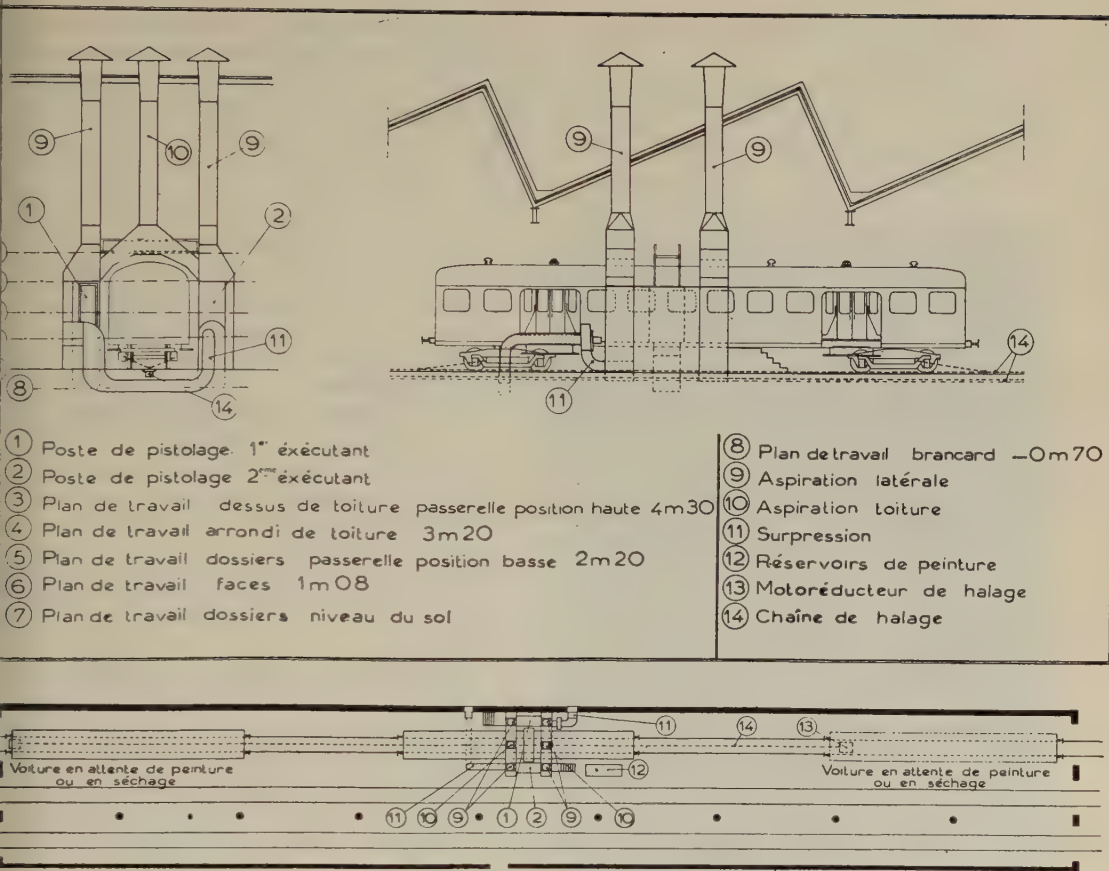 9
10
9
1
2
11
8
14
9
9
14
11
1 Poste de pistolage 1er éxécutant
2 Poste de pistolage 2ème éxécutant
3 Plan de travail dessus de toiture passerelle position haute 4m30
4 Plan de travail arrondi de toiture 3m20
5 Plan de travail dossiers passerelle position basse 2m20
6 Plan de travail faces 1m08
7 Plan de travail dossiers niveau du sol
8 Plan de travail brancard -0m70
9 Aspiration latérale
10 Aspiration toiture
11 Surpression
12 Réservoirs de peinture
13 Motoréducteur de halage
14 Chaîne de halage
11
14
13
12
Voiture en attente de peinture
ou en séchage
Voiture en attente de peinture
ou en séchage
11 10 9 1 2 9 10